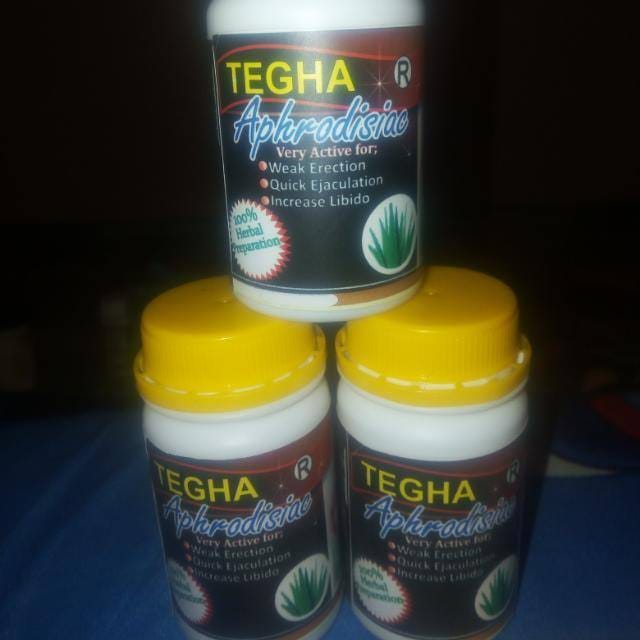 TEGHA ®
Aphrodisiac
Very Active for;
Weak Erection
Quick Ejaculation
Increase Libido
100%
Herbal
Preparation
TEGHA ®
Aphrodisiac
Very Active for;
Weak Erection
Quick Ejaculation
Increase Libido
TEGHA ®
Aphrodisiac
Very Active for;
Weak Erection
Quick Ejaculation
Increase Libido
100%
Herbal
Preparation